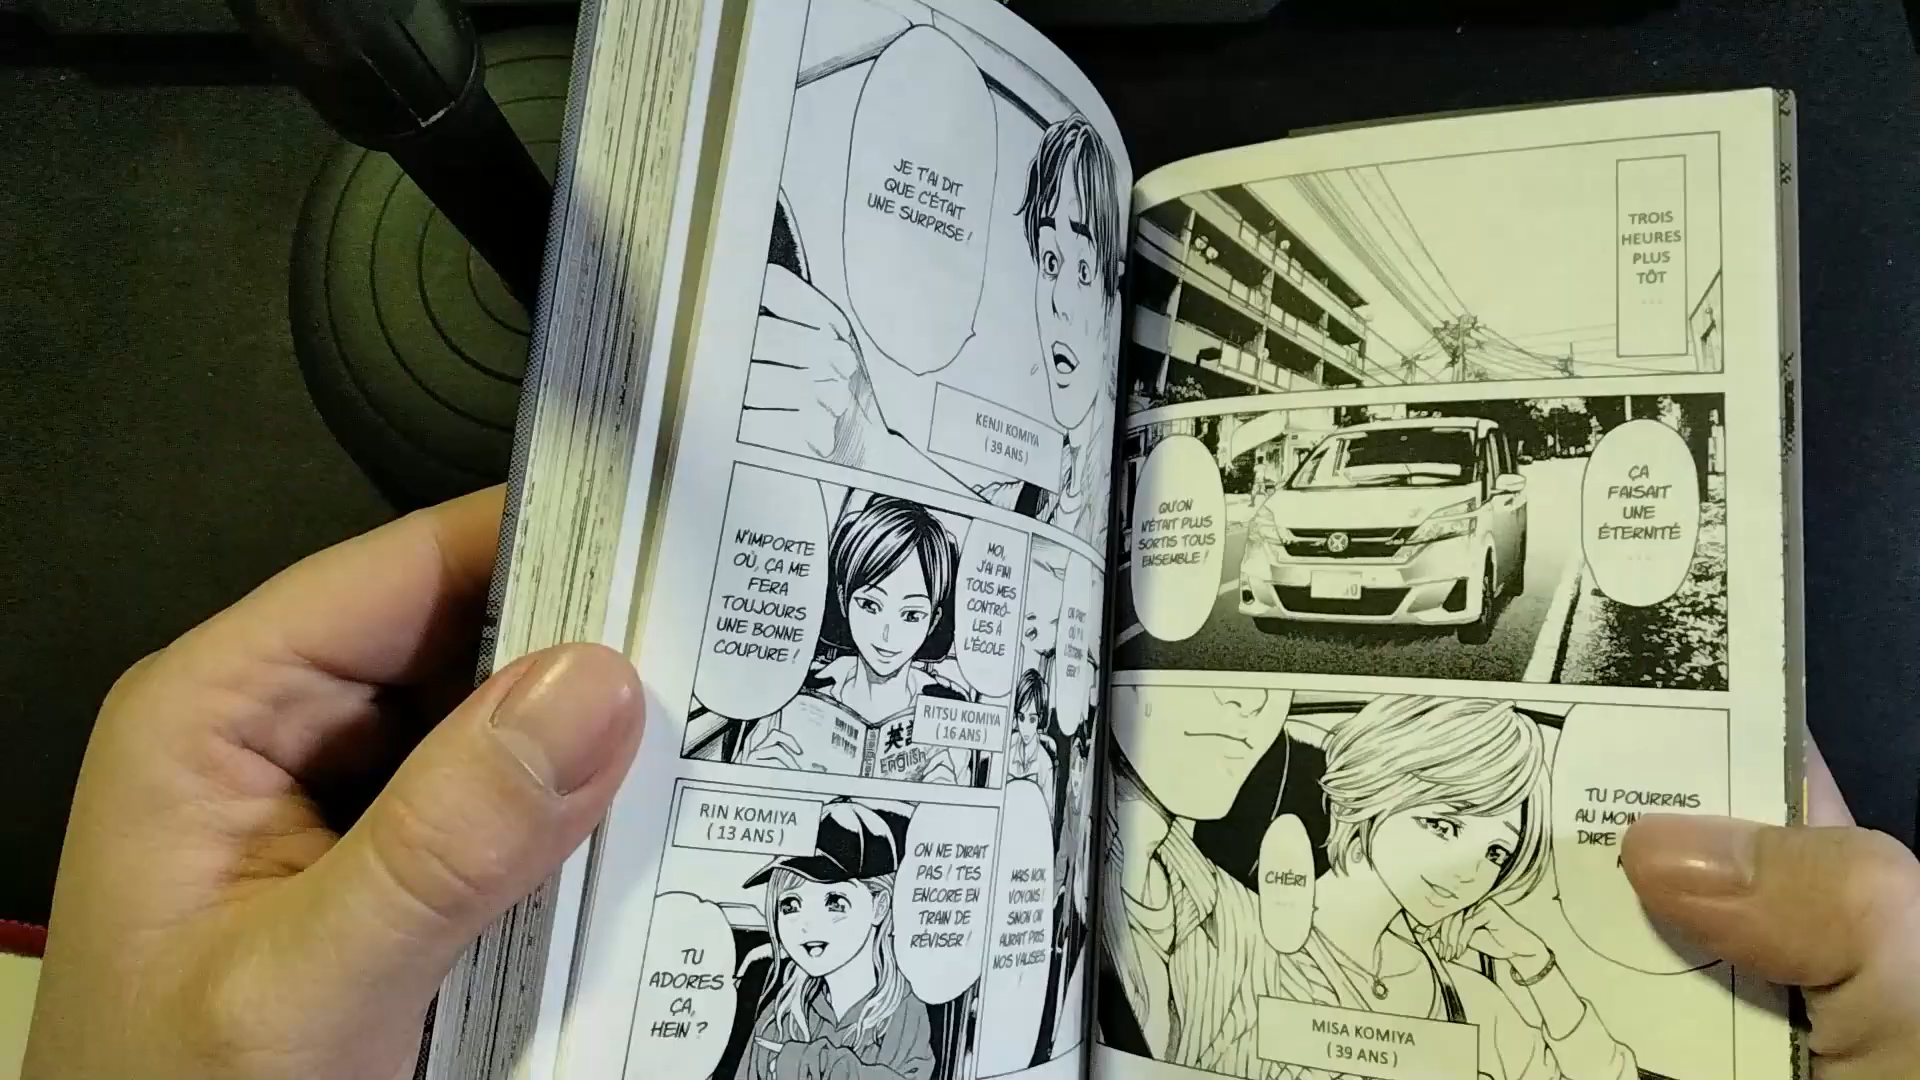 TROIS
HEURES
PLUS
TÔT
...
ÇA
FAISAIT
UNE
ÉTERNITÉ
...
QU'ON
N'ÉTAIT PLUS
SORTIS TOUS
ENSEMBLE !
TU POURRAIS
AU MOIN
DIRE
CHÉRI
...
MISA KOMIYA
( 39 ANS )
JE T'AI DIT
QUE C'ÉTAIT
UNE SURPRISE !
KENJI KOMIYA
( 39 ANS )
ON PART
OÙ ?
MOI,
J'AI FINI
TOUS MES
CONTRÔ-
LES À
L'ÉCOLE
N'IMPORTE
OÙ, ÇA ME
FERA
TOUJOURS
UNE BONNE
COUPURE !
RITSU KOMIYA
( 16 ANS )
English
MAIS NON,
VOYONS !
SINON ON
AURAIT PRIS
NOS VALISES
!
ON NE DIRAIT
PAS ! T'ES
ENCORE EN
TRAIN DE
RÉVISER !
RIN KOMIYA
( 13 ANS )
TU
ADORES
ÇA,
HEIN ?